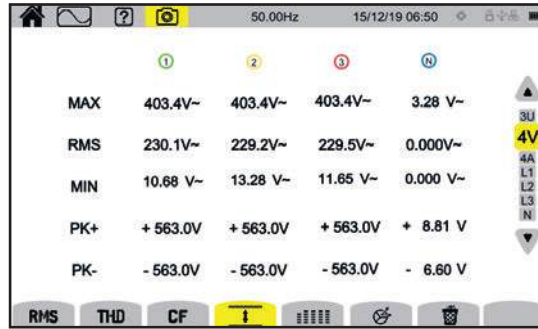 ? 50.00Hz 15/12/19 06:50
1 2 3 N
MAX 403.4V~ 403.4V~ 403.4V~ 3.28 V~
RMS 230.1V~ 229.2V~ 229.5V~ 0.000V~
MIN 10.68 V~ 13.28 V~ 11.65 V~ 0.000 V~
PK+ + 563.0V + 563.0V + 563.0V + 8.81 V
PK- - 563.0V - 563.0V - 563.0V - 6.60 V
3U
4V
4A
L1
L2
L3
N
RMS THD CF